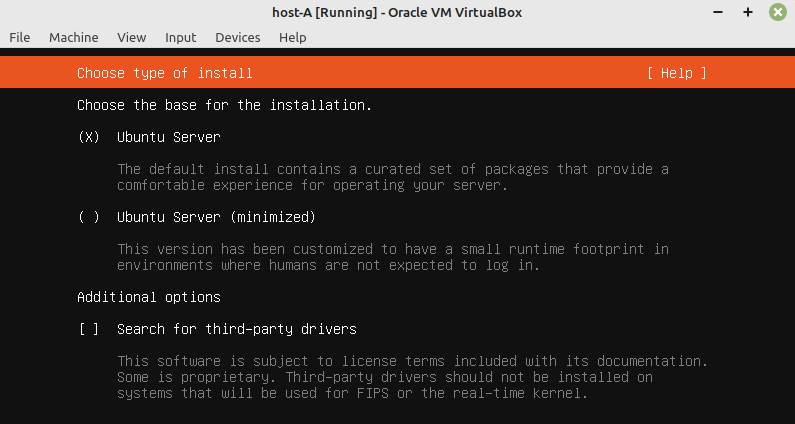 host-A [Running] - Oracle VM VirtualBox
File Machine View Input Devices Help
Choose type of install [ Help ]
Choose the base for the installation.
(X) Ubuntu Server
The default install contains a curated set of packages that provide a
comfortable experience for operating your server.
( ) Ubuntu Server (minimized)
This version has been customized to have a small runtime footprint in
environments where humans are not expected to log in.
Additional options
[ ] Search for third-party drivers
This software is subject to license terms included with its documentation.
Some is proprietary. Third-party drivers should not be installed on
systems that will be used for FIPS or the real-time kernel.